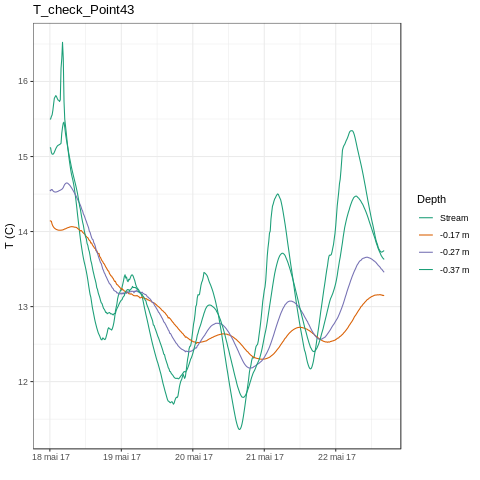 T_check_Point43
T (C)
16
15
14
13
12
18 mai 17
19 mai 17
20 mai 17
21 mai 17
22 mai 17
Depth
Stream
-0.17 m
-0.27 m
-0.37 m